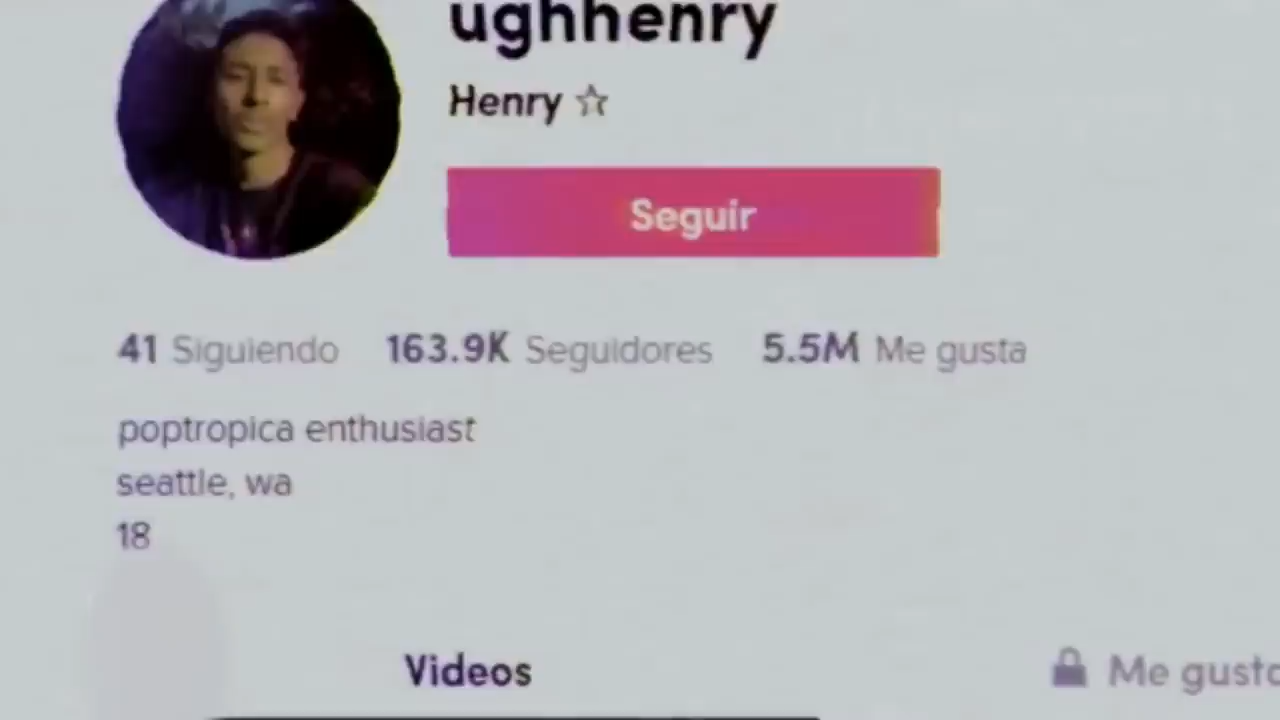 ughhenry
Henry ☆
Seguir
41 Siguiendo 163.9K Seguidores 5.5M Me gusta
poptropica enthusiast
seattle, wa
18
Videos Me gusta